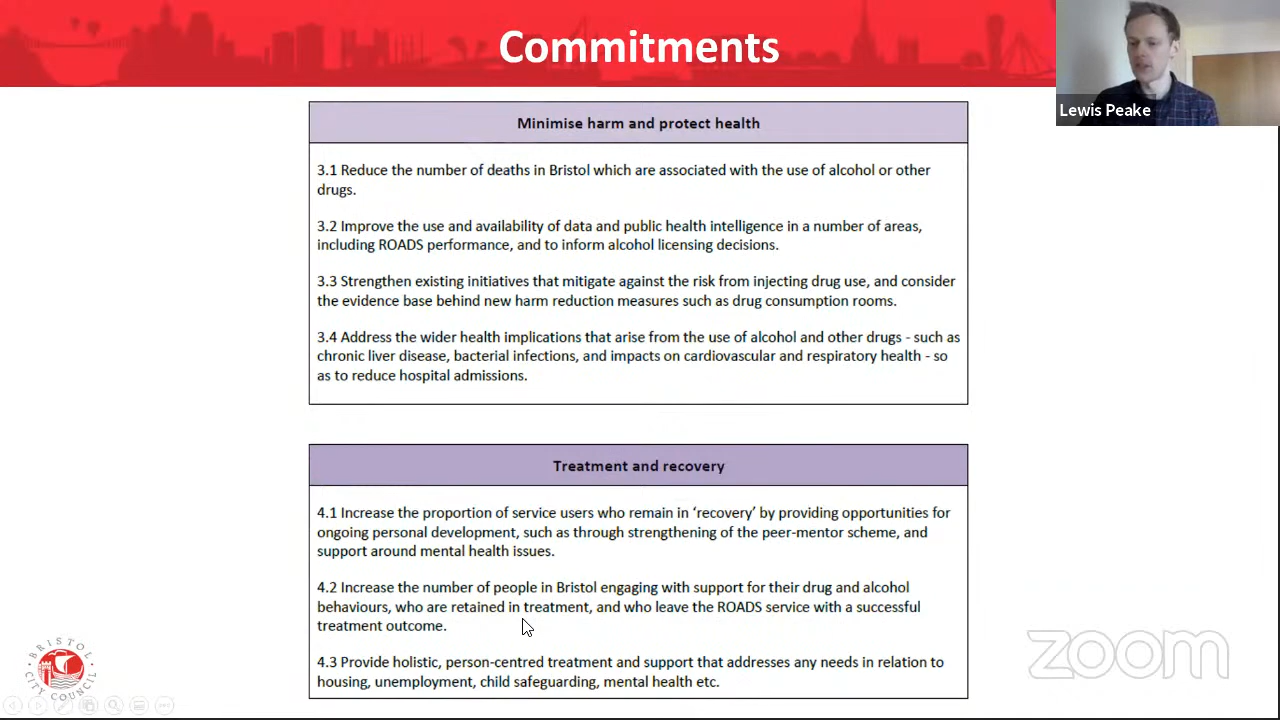 Commitments
Lewis Peake
Minimise harm and protect health
3.1 Reduce the number of deaths in Bristol which are associated with the use of alcohol or other
drugs.
3.2 Improve the use and availability of data and public health intelligence in a number of areas,
including ROADS performance, and to inform alcohol licensing decisions.
3.3 Strengthen existing initiatives that mitigate against the risk from injecting drug use, and consider
the evidence base behind new harm reduction measures such as drug consumption rooms.
3.4 Address the wider health implications that arise from the use of alcohol and other drugs - such as
chronic liver disease, bacterial infections, and impacts on cardiovascular and respiratory health - so
as to reduce hospital admissions.
Treatment and recovery
4.1 Increase the proportion of service users who remain in ‘recovery’ by providing opportunities for
ongoing personal development, such as through strengthening of the peer-mentor scheme, and
support around mental health issues.
4.2 Increase the number of people in Bristol engaging with support for their drug and alcohol
behaviours, who are retained in treatment, and who leave the ROADS service with a successful
treatment outcome.
4.3 Provide holistic, person-centred treatment and support that addresses any needs in relation to
housing, unemployment, child safeguarding, mental health etc.
BRISTOL
CITY COUNCIL
zoom